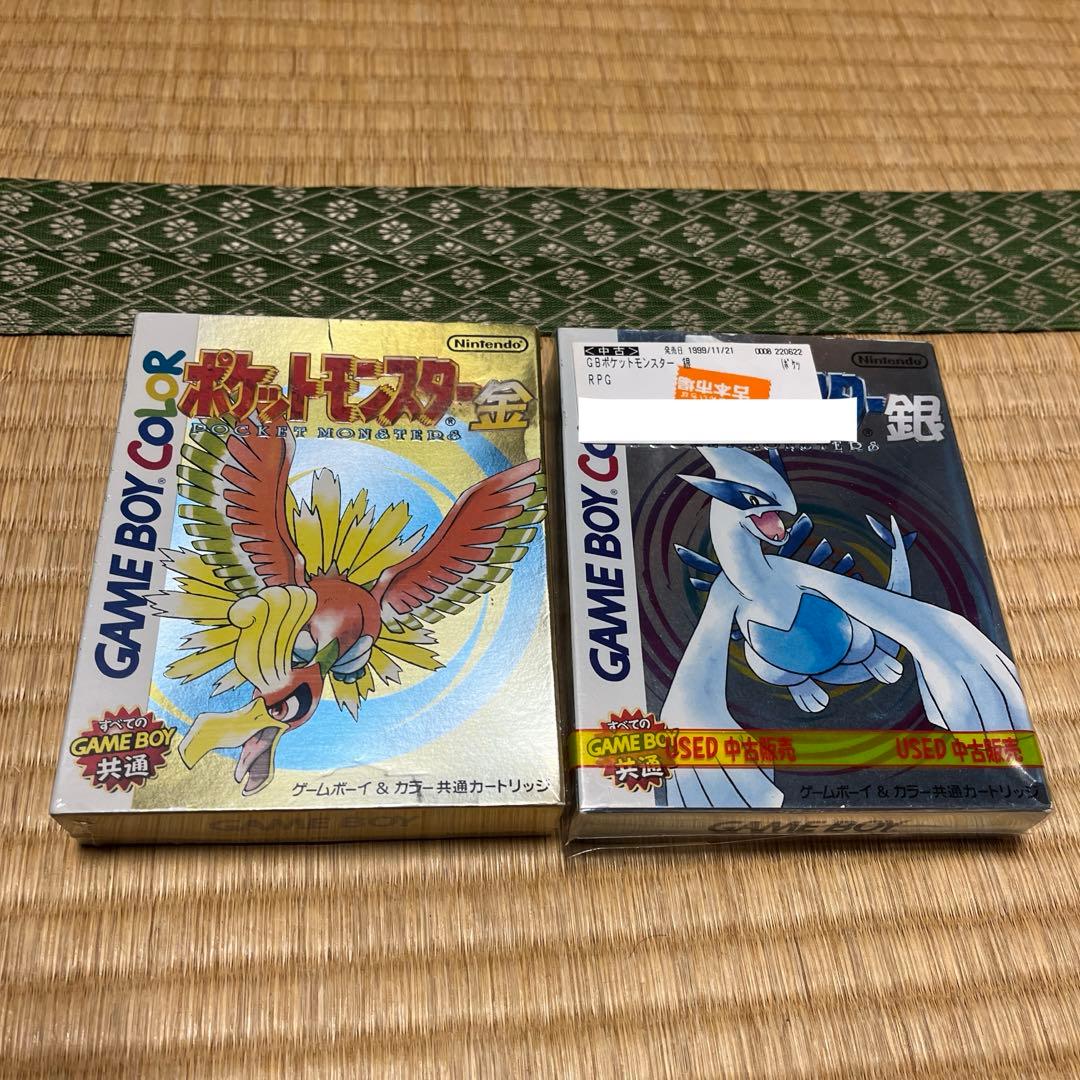 Nintendo
ポケットモンスター金
POCKET MONSTERS
GAME BOY COLOR
すべての
GAME BOY
共通
ゲームボーイ & カラー共通カートリッジ
GAME BOY
<中古> 発売日 1999/11/21 0008 220622
GBポケットモンスター 銀
RPG
古本市場
Nintendo
銀
GAME BOY CO
すべての
GAME BOY
共通
USED 中古販売 USED 中古販売
ゲームボーイ & カラー共通カートリッジ
GAME BOY